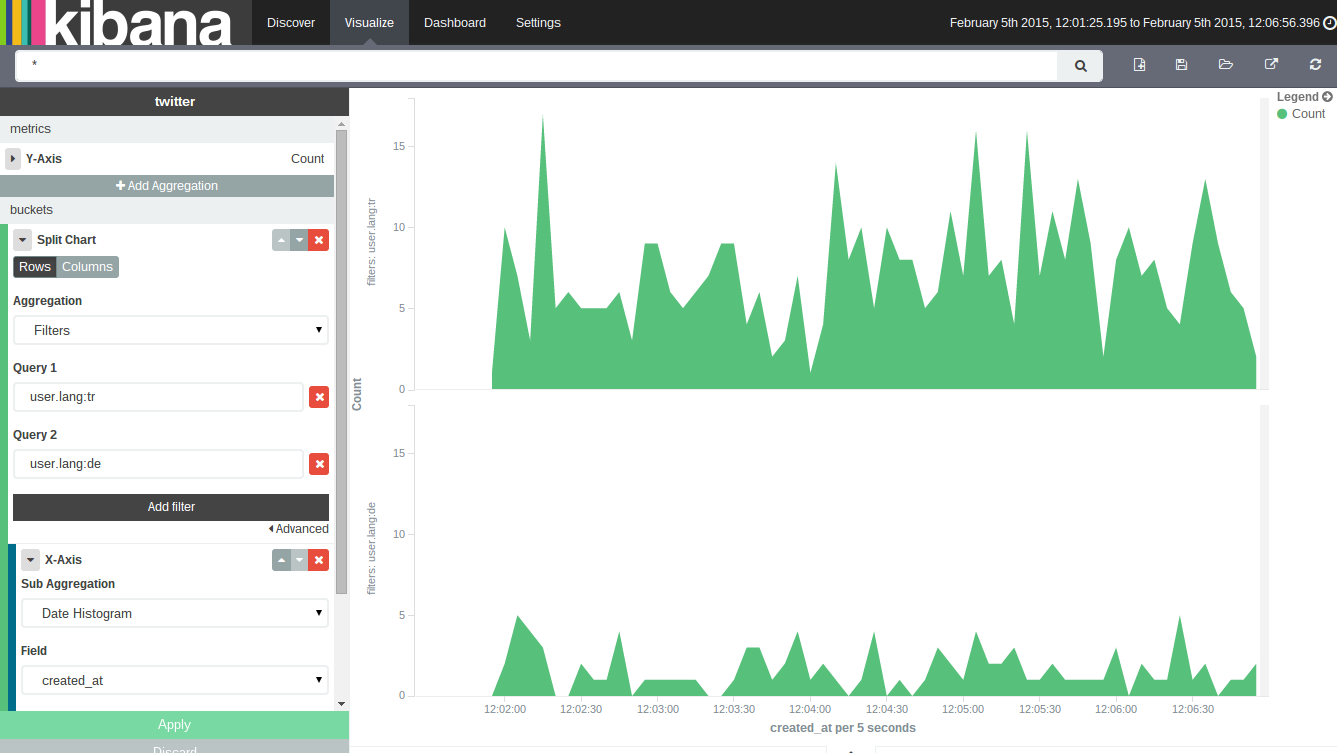 kibana
Discover Visualize Dashboard Settings
February 5th 2015, 12:01:25.195 to February 5th 2015, 12:06:56.396
*
twitter
metrics
Y-Axis Count
Add Aggregation
buckets
Split Chart
Rows Columns
Aggregation
Filters
Query 1
user.lang:tr
Query 2
user.lang:de
Add filter
Advanced
X-Axis
Sub Aggregation
Date Histogram
Field
created_at
Apply
Discard
Count
filters: user.lang:tr
15
10
5
0
filters: user.lang:de
15
10
5
0
12:02:00 12:02:30 12:03:00 12:03:30 12:04:00 12:04:30 12:05:00 12:05:30 12:06:00 12:06:30
created_at per 5 seconds
Legend
Count